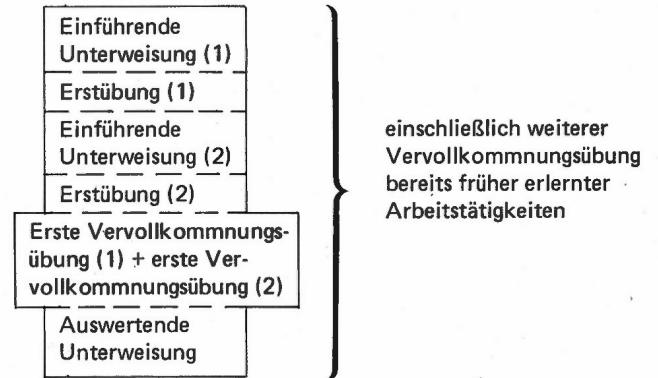 Einführende
Unterweisung (1)
Erstübung (1)
Einführende
Unterweisung (2)
Erstübung (2)
Erste Vervollkommnungs-
übung (1) + erste Ver-
vollkommnungsübung (2)
Auswertende
Unterweisung
einschließlich weiterer
Vervollkommnungsübung
bereits früher erlernter
Arbeitstätigkeiten